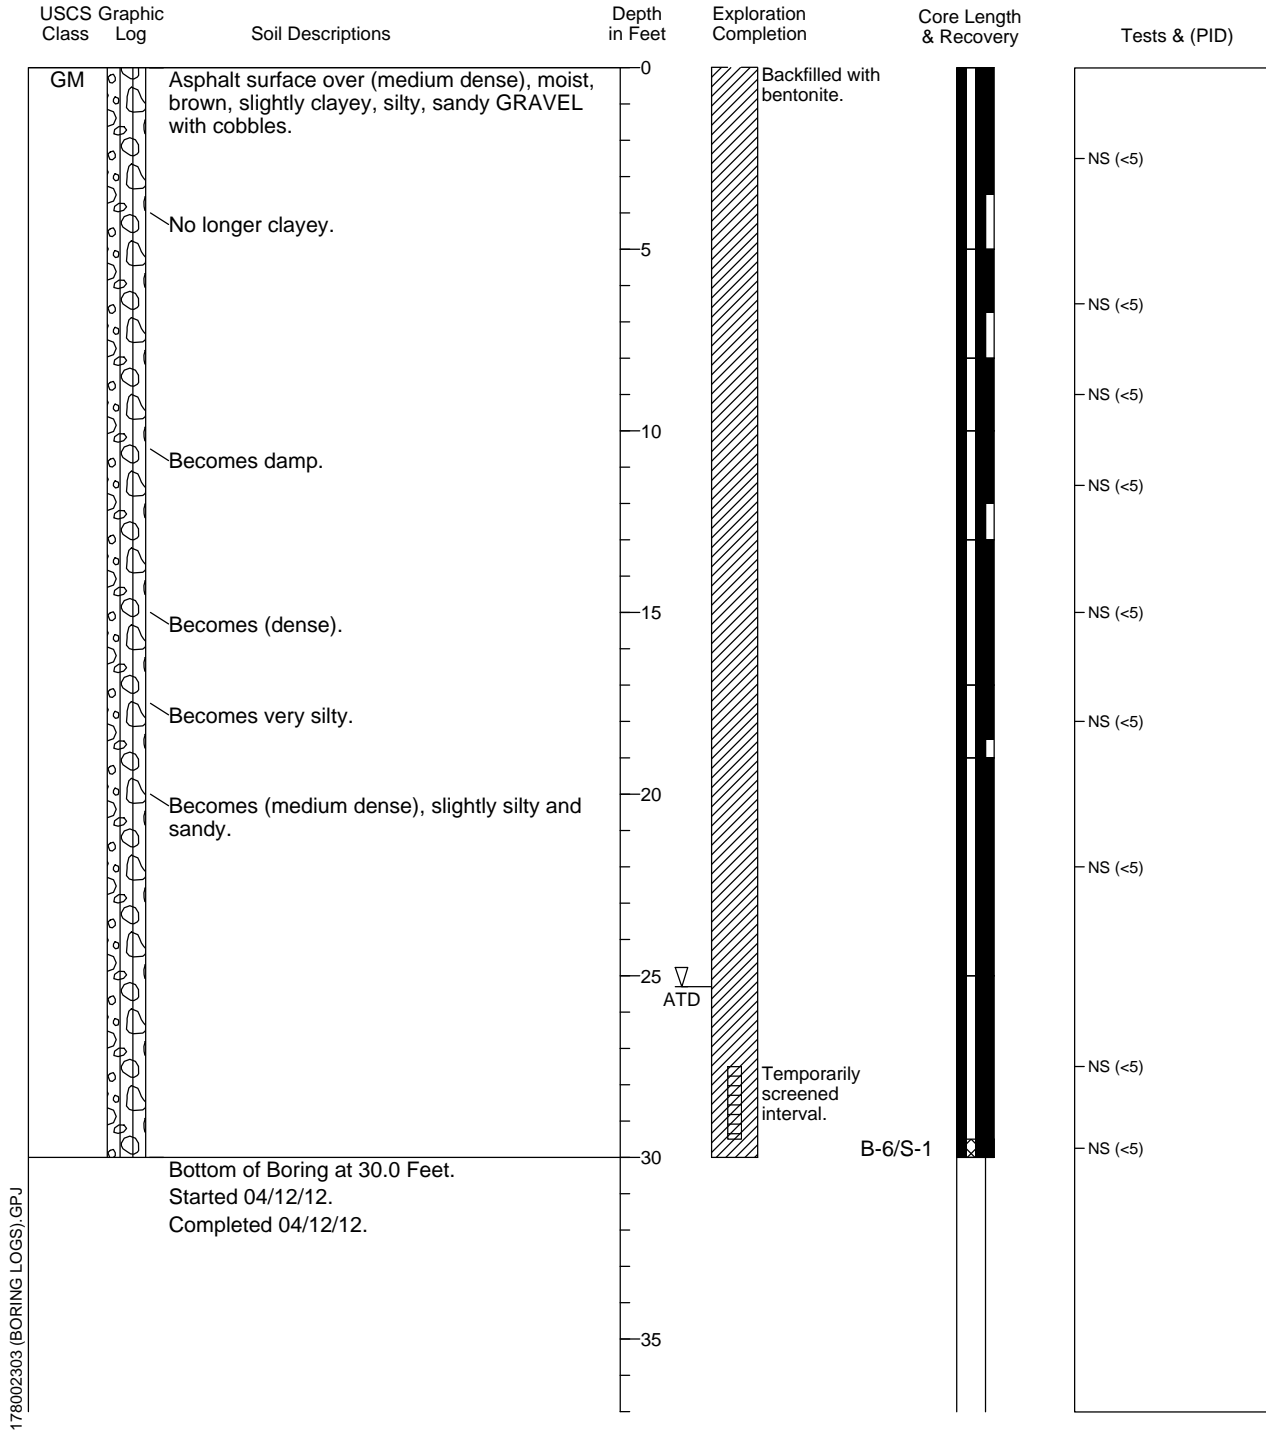 USCS Graphic
Class Log
Soil Descriptions
Depth
in Feet
Exploration
Completion
Core Length
& Recovery
Tests & (PID)
GM
Asphalt surface over (medium dense), moist,
brown, slightly clayey, silty, sandy GRAVEL
with cobbles.
0
Backfilled with
bentonite.
NS (<5)
No longer clayey.
5
NS (<5)
NS (<5)
10
Becomes damp.
NS (<5)
15
Becomes (dense).
NS (<5)
Becomes very silty.
NS (<5)
20
Becomes (medium dense), slightly silty and
sandy.
NS (<5)
25
ATD
Temporarily
screened
interval.
NS (<5)
B-6/S-1
NS (<5)
30
Bottom of Boring at 30.0 Feet.
Started 04/12/12.
Completed 04/12/12.
35
178002303 (BORING LOGS).GPJ